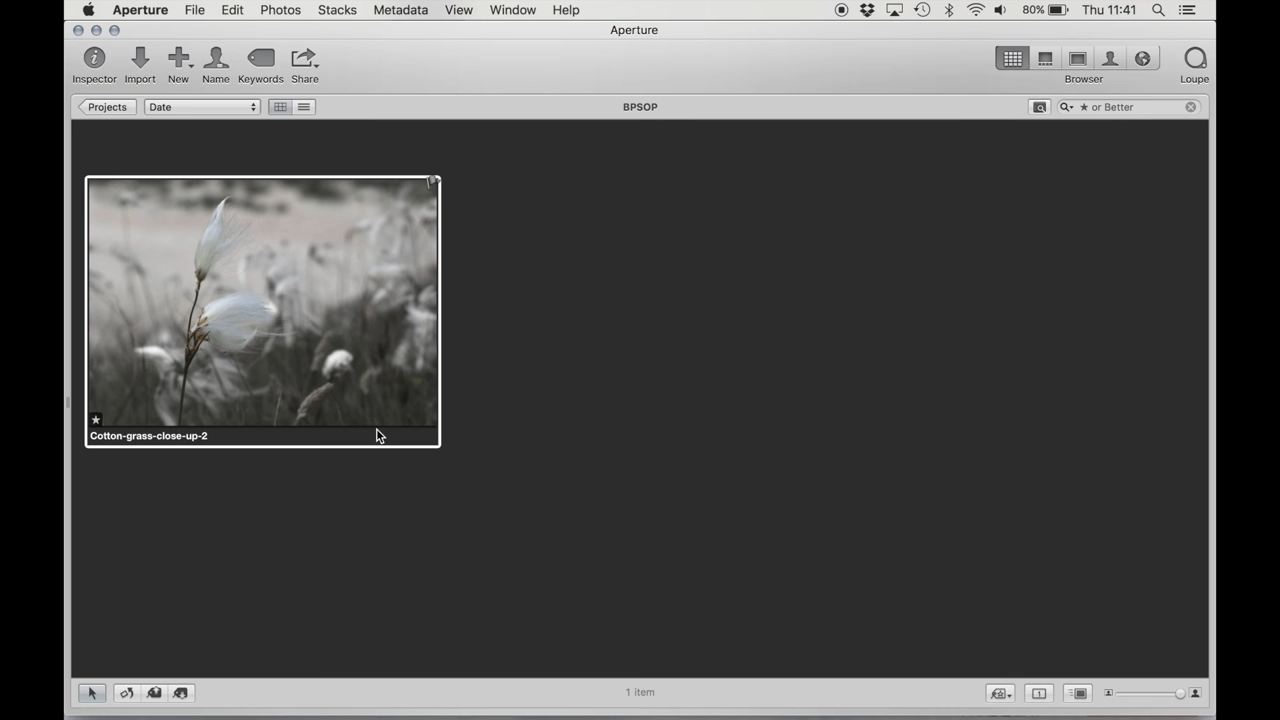 Aperture File Edit Photos Stacks Metadata View Window Help 80% Thu 11:41
Aperture
Inspector Import New Name Keywords Share Browser Loupe
Projects Date BPSOP ★ or Better
Cotton-grass-close-up-2
1 item